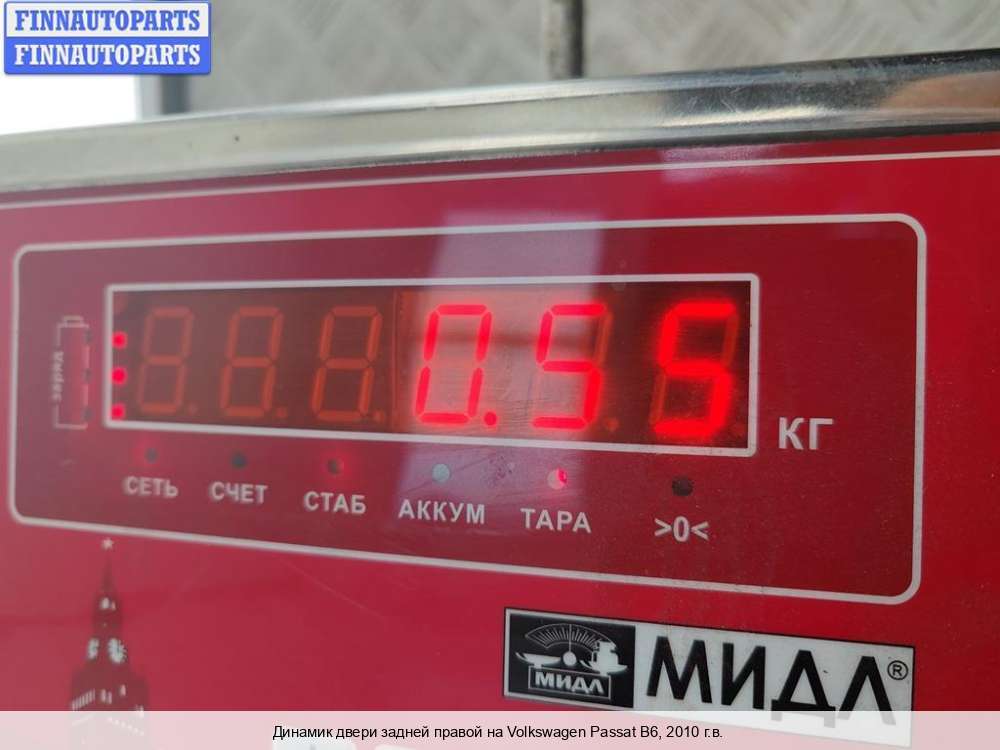 FINNAUTOPARTS
FINNAUTOPARTS
заряд
0.55
КГ
СЕТЬ СЧЕТ СТАБ АККУМ ТАРА >0<
МИДЛ
МИДЛ®
Динамик двери задней правой на Volkswagen Passat B6, 2010 г.в.